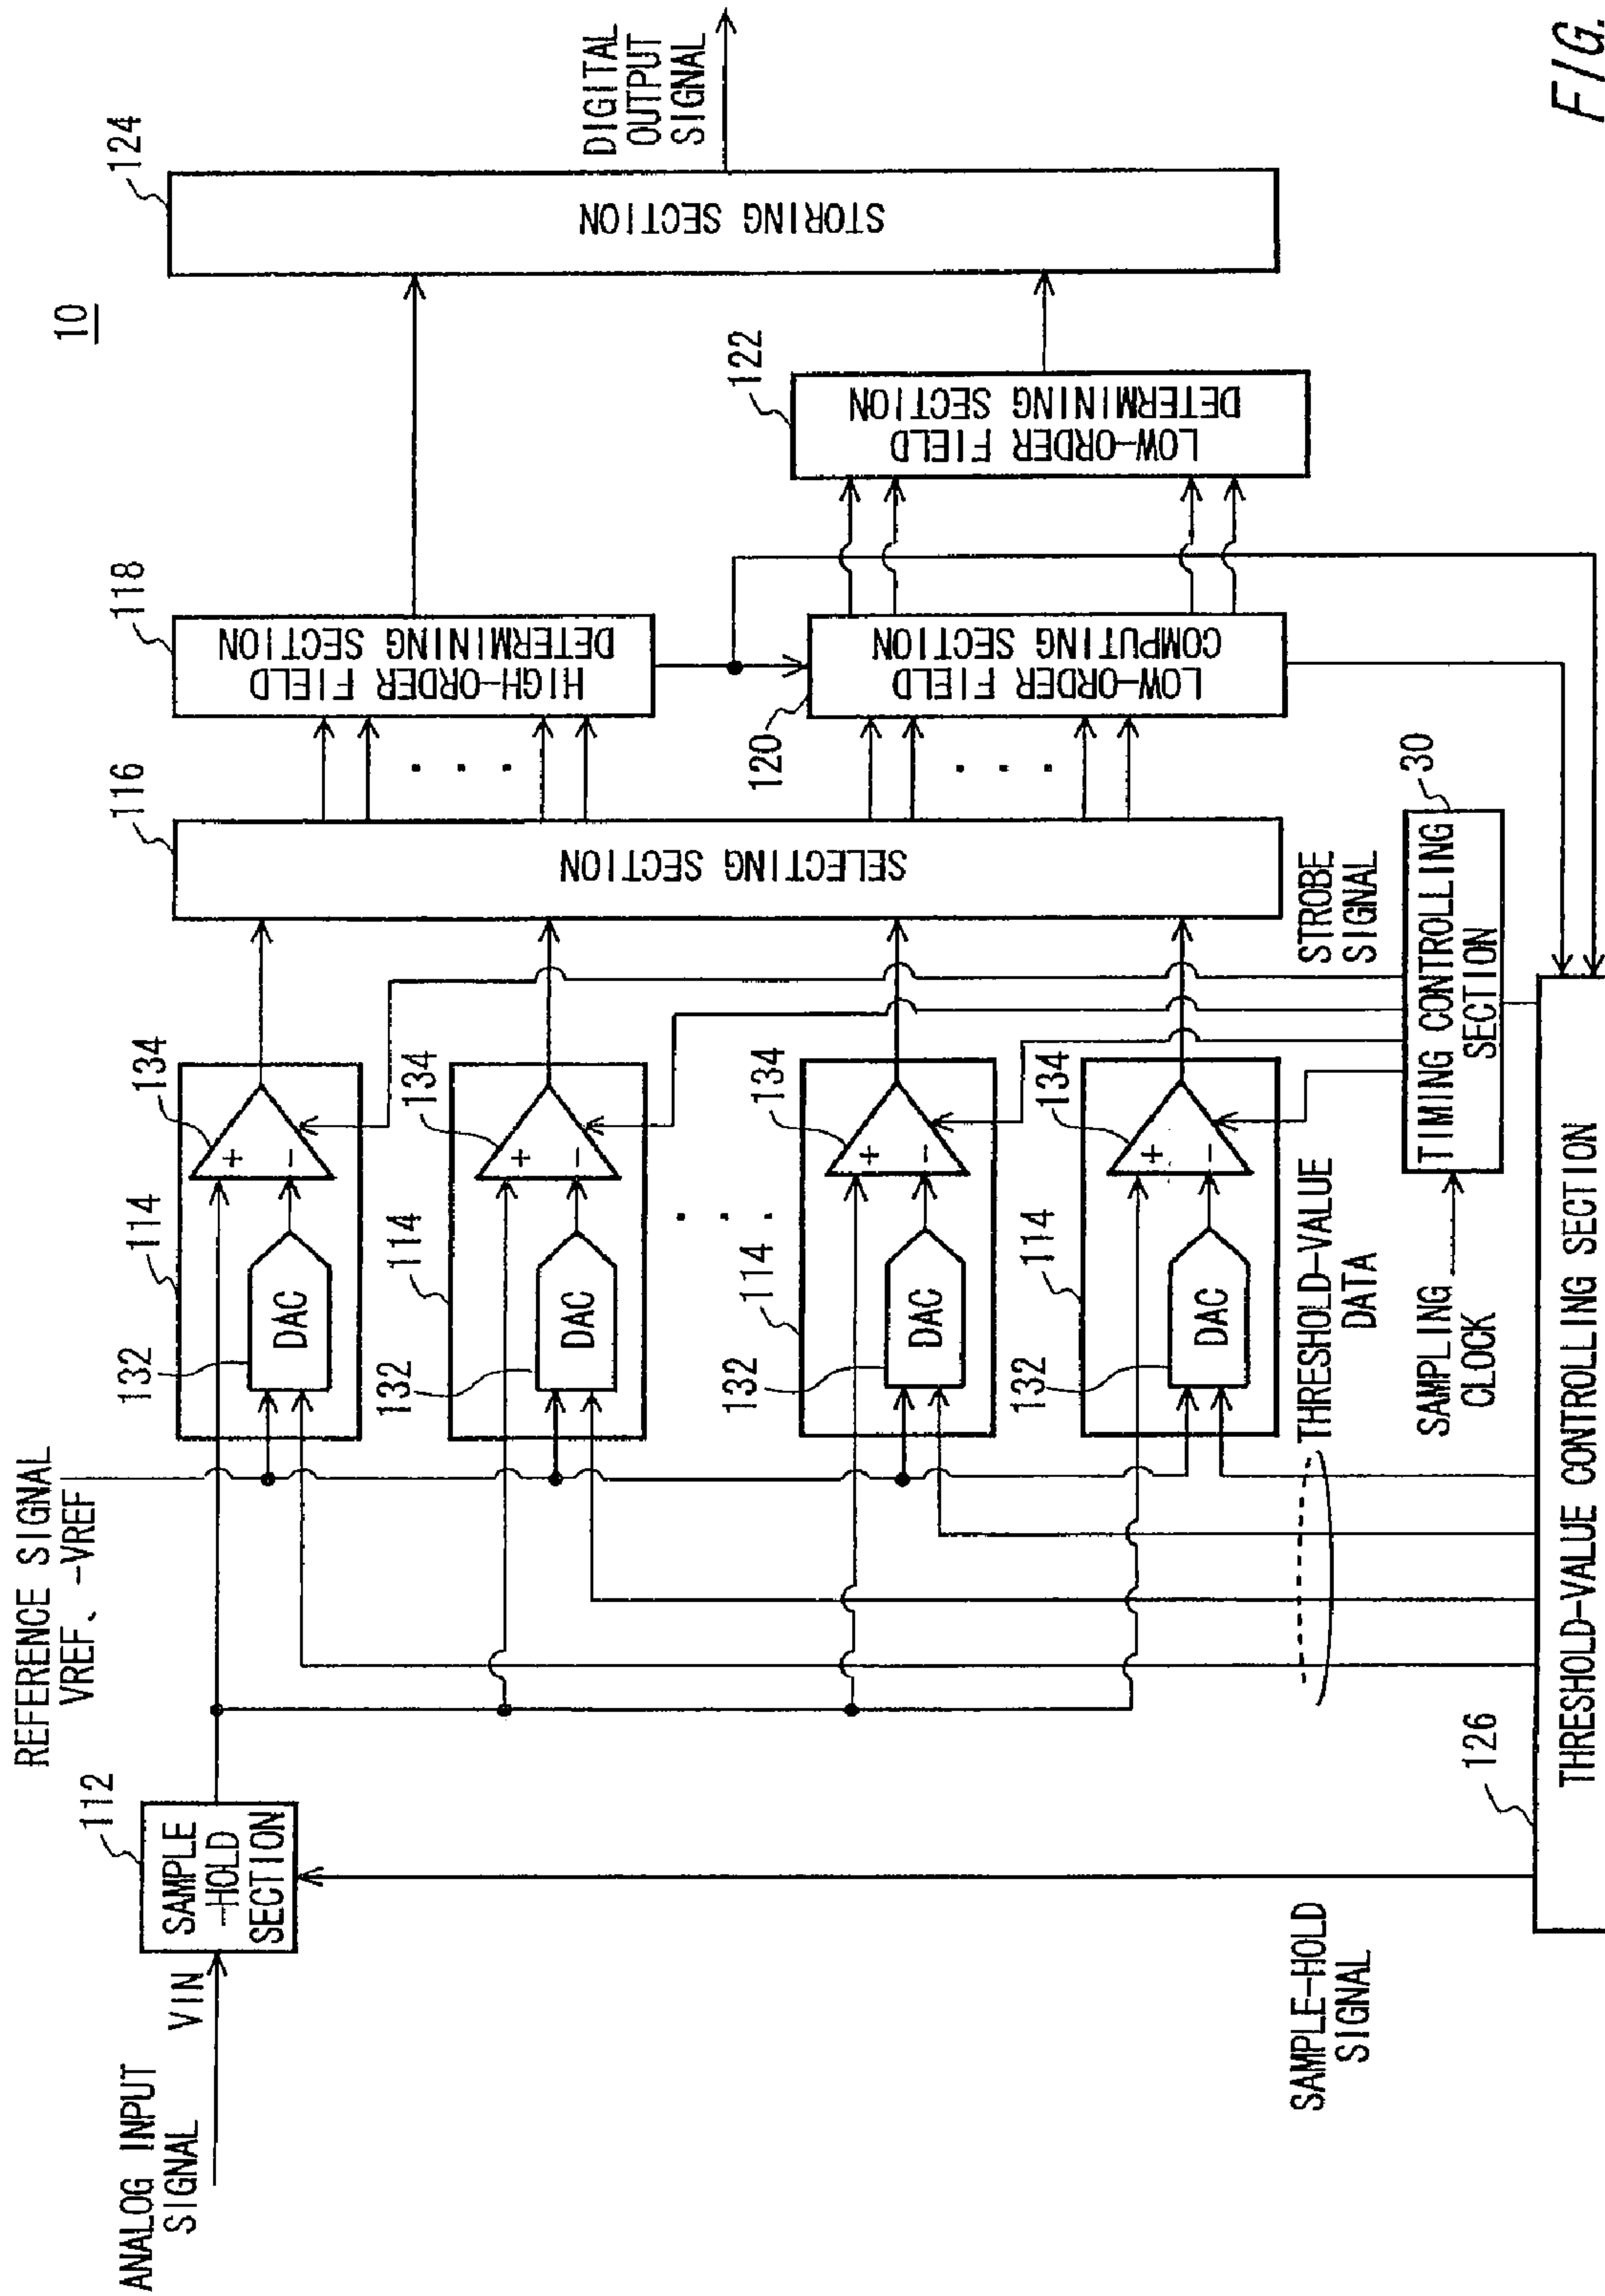 REFERENCE SIGNAL
VREF、-VREF
10
ANALOG INPUT
SIGNAL
VIN
112
SAMPLE
-HOLD
SECTION
114
132
DAC
134
+
-
114
132
DAC
134
+
-
. . .
114
132
DAC
134
+
-
114
132
DAC
134
+
-
116
SELECTING SECTION
. . .
. . .
118
HIGH-ORDER FIELD
DETERMINING SECTION
120
LOW-ORDER FIELD
COMPUTING SECTION
122
LOW-ORDER FIELD
DETERMINING SECTION
124
STORING SECTION
DIGITAL
OUTPUT
SIGNAL
SAMPLE-HOLD
SIGNAL
THRESHOLD-VALUE
DATA
SAMPLING
CLOCK
STROBE
SIGNAL
30
TIMING CONTROLLING
SECTION
126
THRESHOLD-VALUE CONTROLLING SECTION
FIG.